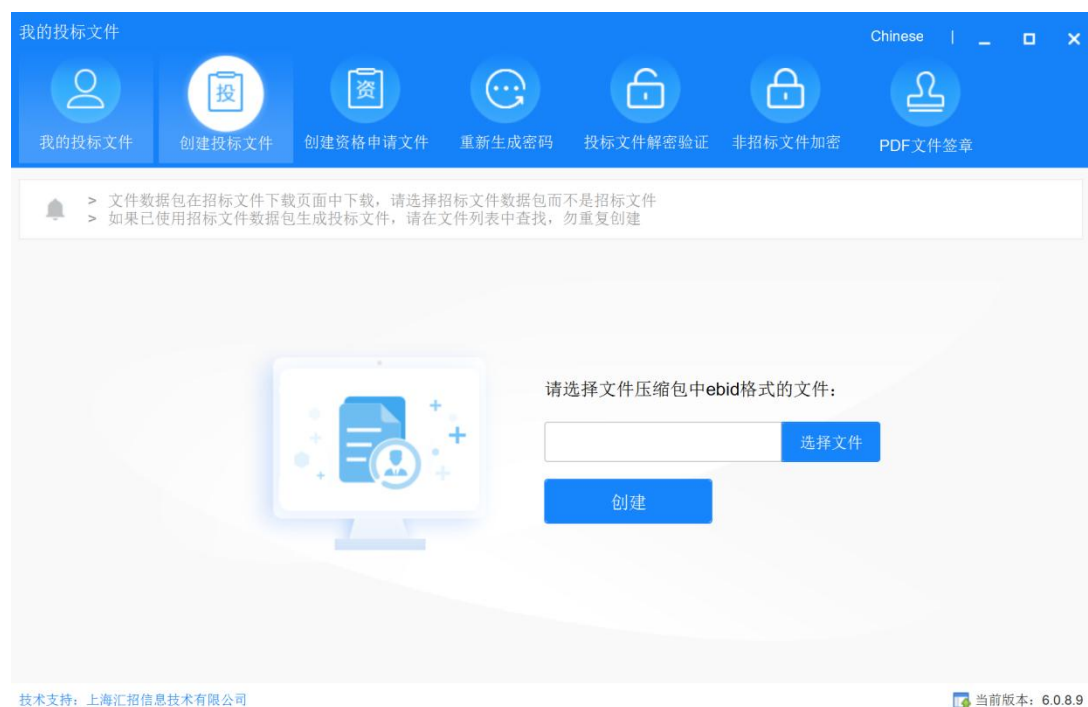 我的投标文件
Chinese
投
资
我的投标文件
创建投标文件
创建资格申请文件
重新生成密码
投标文件解密验证
非招标文件加密
PDF文件签章
> 文件数据包在招标文件下载页面中下载，请选择招标文件数据包而不是招标文件
> 如果已使用招标文件数据包生成投标文件，请在文件列表中查找，勿重复创建
请选择文件压缩包中ebid格式的文件：
选择文件
创建
技术支持：上海汇招信息技术有限公司
当前版本：6.0.8.9